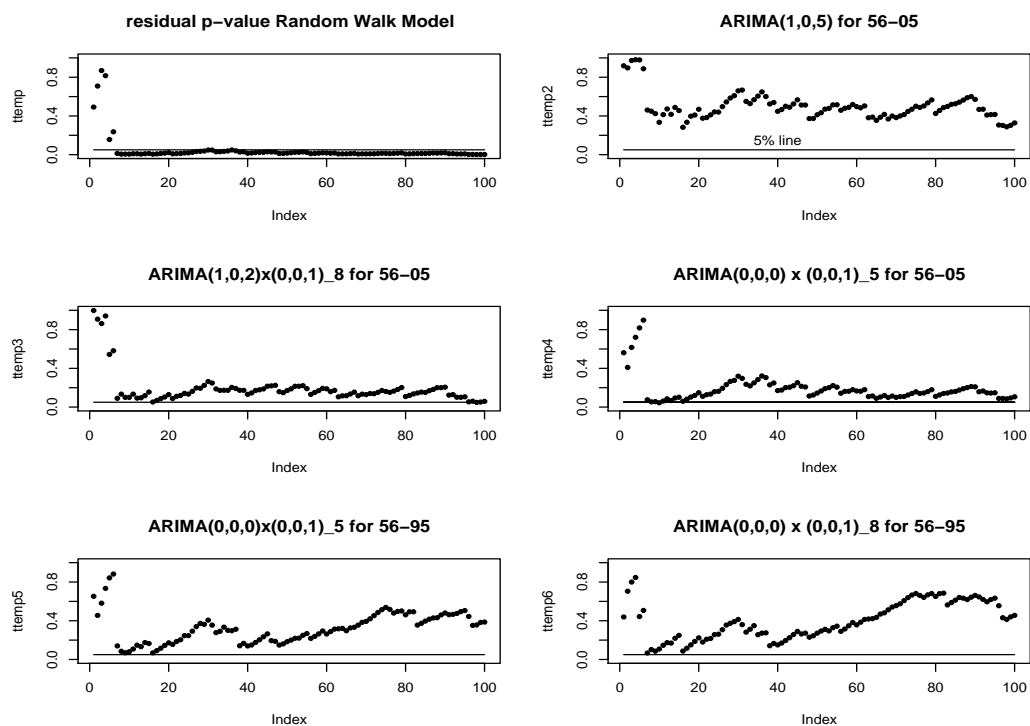 residual p-value Random Walk Model
ttemp
0.0 0.4 0.8
0 20 40 60 80 100
Index
ARIMA(1,0,5) for 56-05
ttemp2
0.0 0.4 0.8
5% line
0 20 40 60 80 100
Index
ARIMA(1,0,2)x(0,0,1)_8 for 56-05
ttemp3
0.0 0.4 0.8
0 20 40 60 80 100
Index
ARIMA(0,0,0) x (0,0,1)_5 for 56-05
ttemp4
0.0 0.4 0.8
0 20 40 60 80 100
Index
ARIMA(0,0,0)x(0,0,1)_5 for 56-95
ttemp5
0.0 0.4 0.8
0 20 40 60 80 100
Index
ARIMA(0,0,0) x (0,0,1)_8 for 56-95
ttemp6
0.0 0.4 0.8
0 20 40 60 80 100
Index